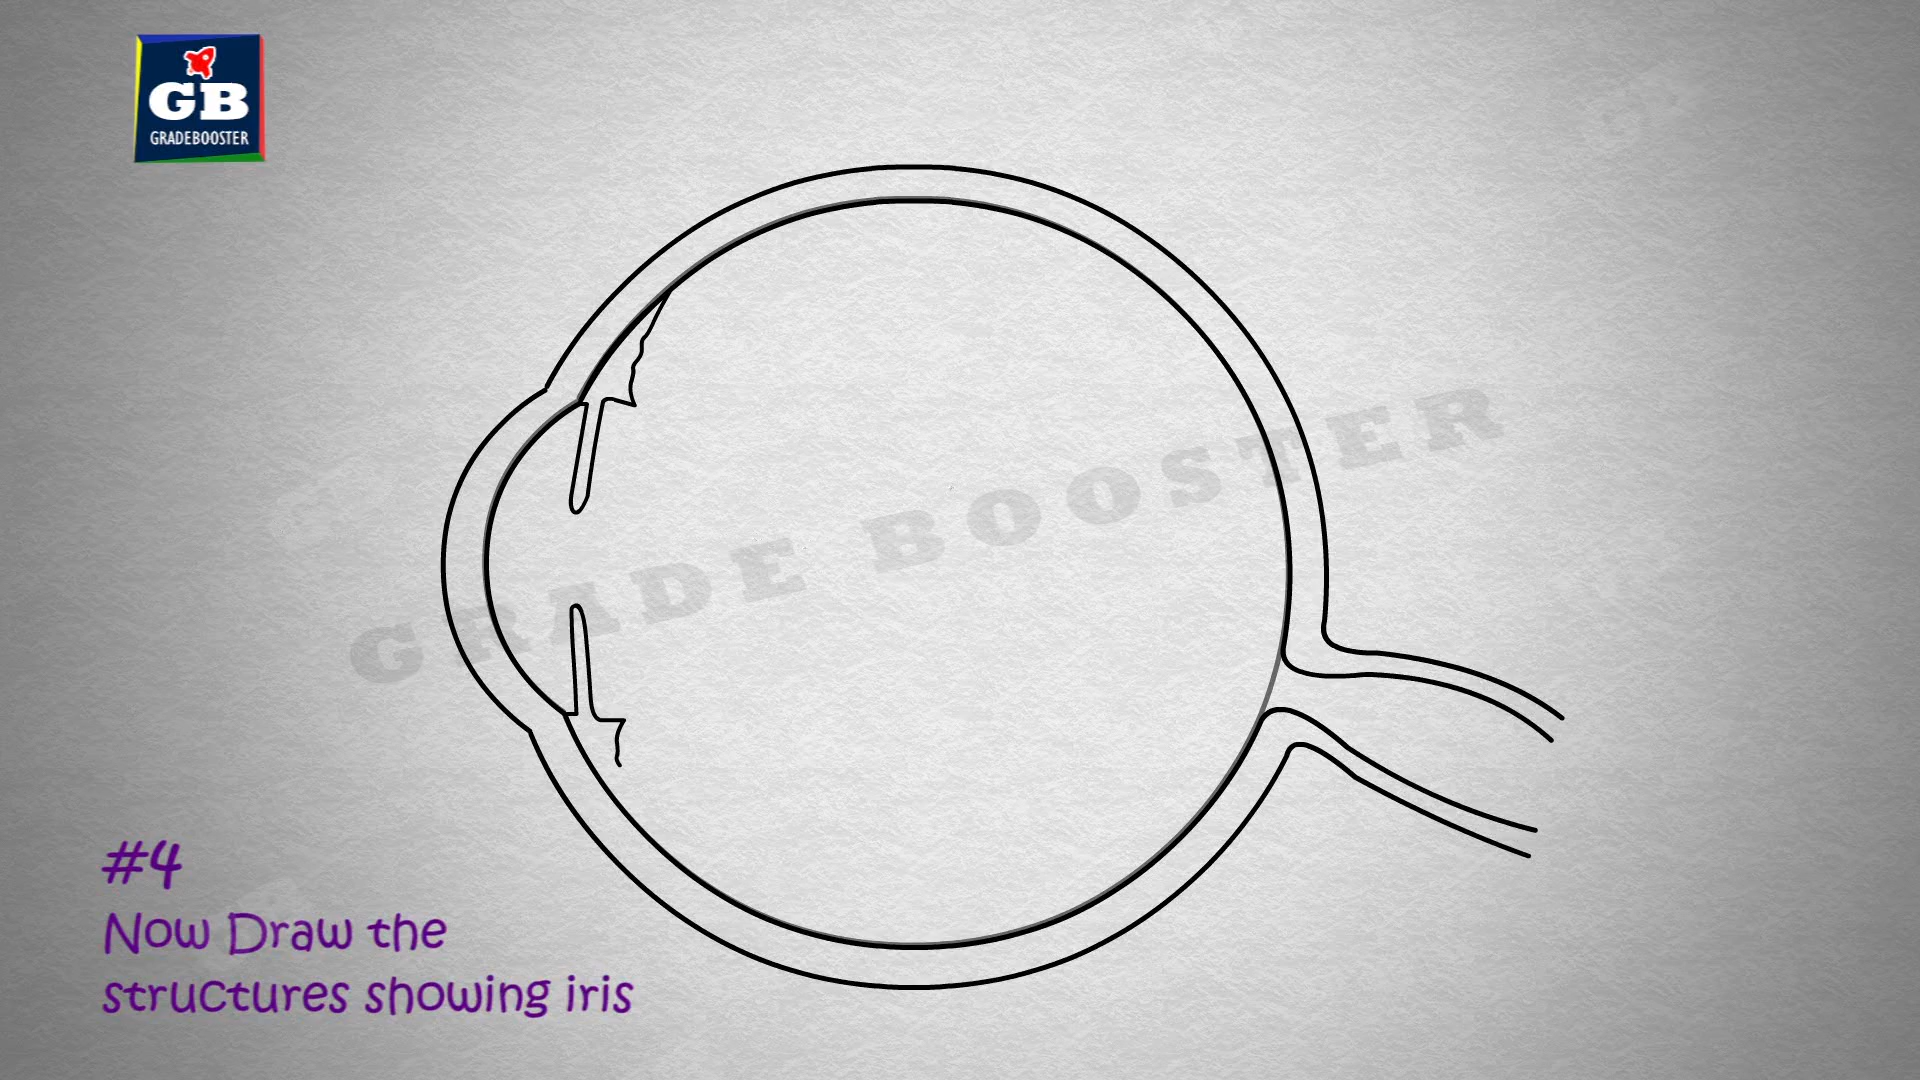 GB
GRADEBOOSTER
GRADE BOOSTER
#4
Now Draw the
structures showing iris